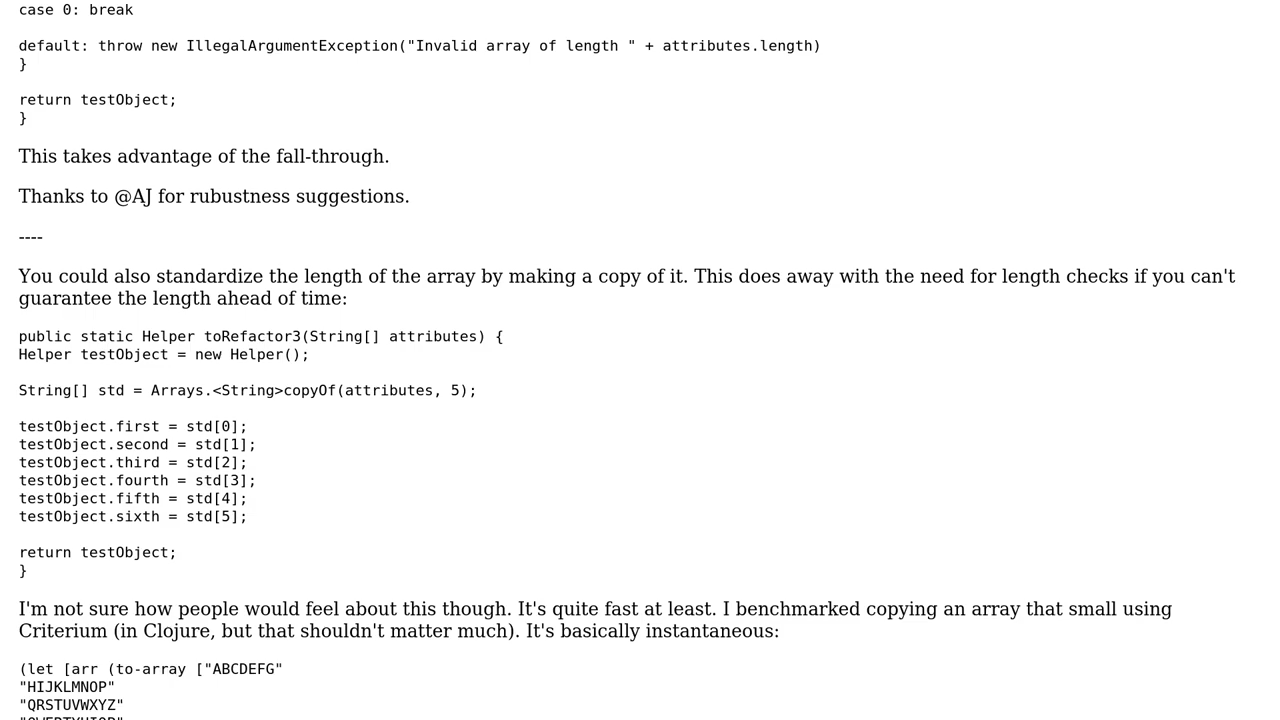 case 0: break
default: throw new IllegalArgumentException("Invalid array of length " + attributes.length)
}
return testObject;
}
This takes advantage of the fall-through.
Thanks to @AJ for rubustness suggestions.
----
You could also standardize the length of the array by making a copy of it. This does away with the need for length checks if you can't
guarantee the length ahead of time:
public static Helper toRefactor3(String[] attributes) {
Helper testObject = new Helper();
String[] std = Arrays.<String>copyOf(attributes, 5);
testObject.first = std[0];
testObject.second = std[1];
testObject.third = std[2];
testObject.fourth = std[3];
testObject.fifth = std[4];
testObject.sixth = std[5];
return testObject;
}
I'm not sure how people would feel about this though. It's quite fast at least. I benchmarked copying an array that small using
Criterium (in Clojure, but that shouldn't matter much). It's basically instantaneous:
(let [arr (to-array ["ABCDEFG"
"HIJKLMNOP"
"QRSTUVWXYZ"